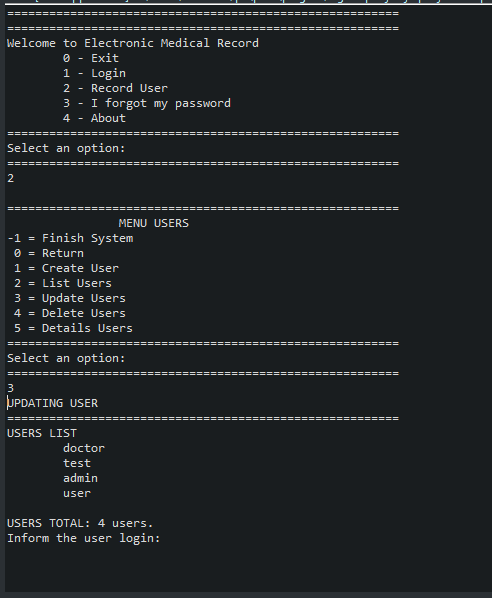 ========================================================
========================================================
Welcome to Electronic Medical Record
        0 - Exit
        1 - Login
        2 - Record User
        3 - I forgot my password
        4 - About
========================================================
Select an option:
========================================================
2

========================================================
                MENU USERS
-1 = Finish System
 0 = Return
 1 = Create User
 2 = List Users
 3 = Update Users
 4 = Delete Users
 5 = Details Users
========================================================
Select an option:
========================================================
3
UPDATING USER
========================================================
USERS LIST
        doctor
        test
        admin
        user

USERS TOTAL: 4 users.
Inform the user login: